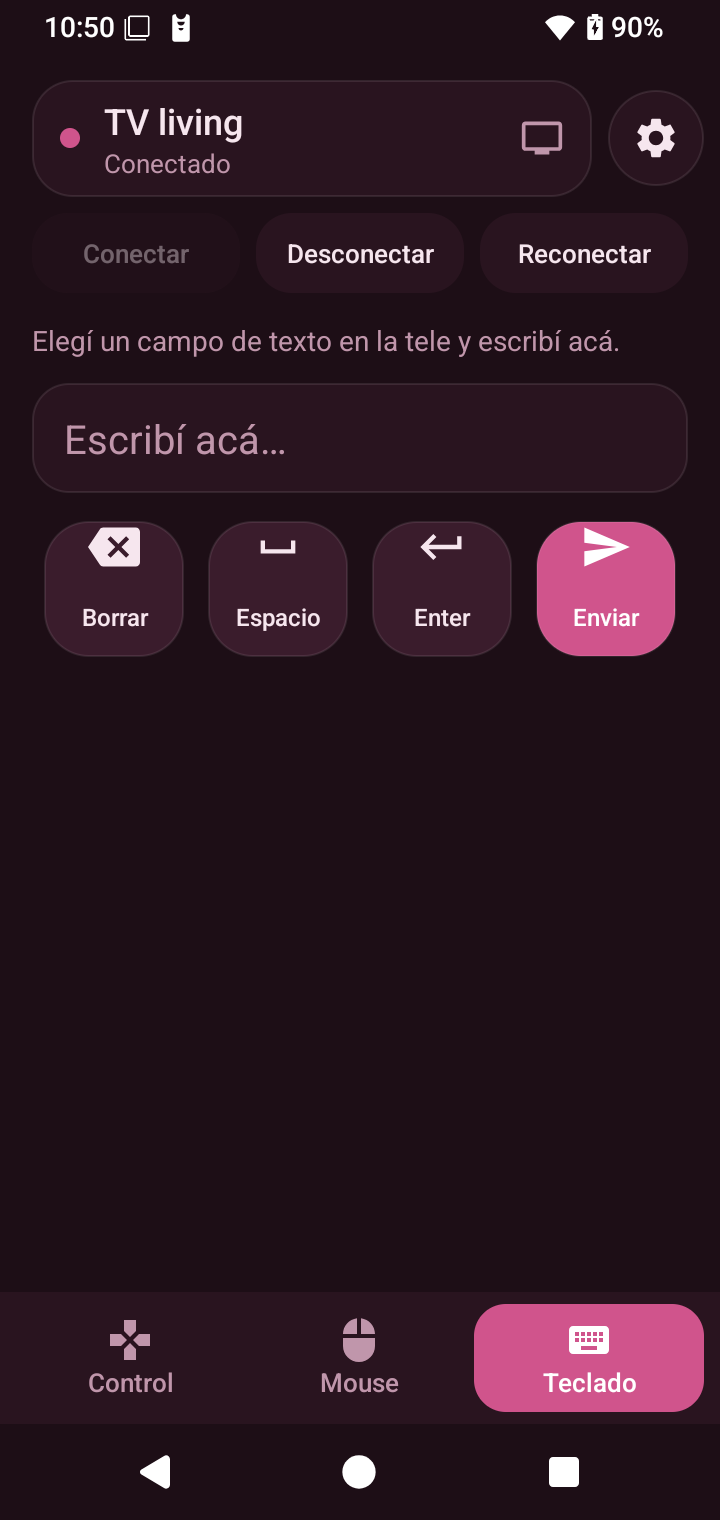 10:50 90%
TV living
Conectado
Conectar Desconectar Reconectar
Elegí un campo de texto en la tele y escribí acá.
Escribí acá…
Borrar Espacio Enter Enviar
Control Mouse Teclado